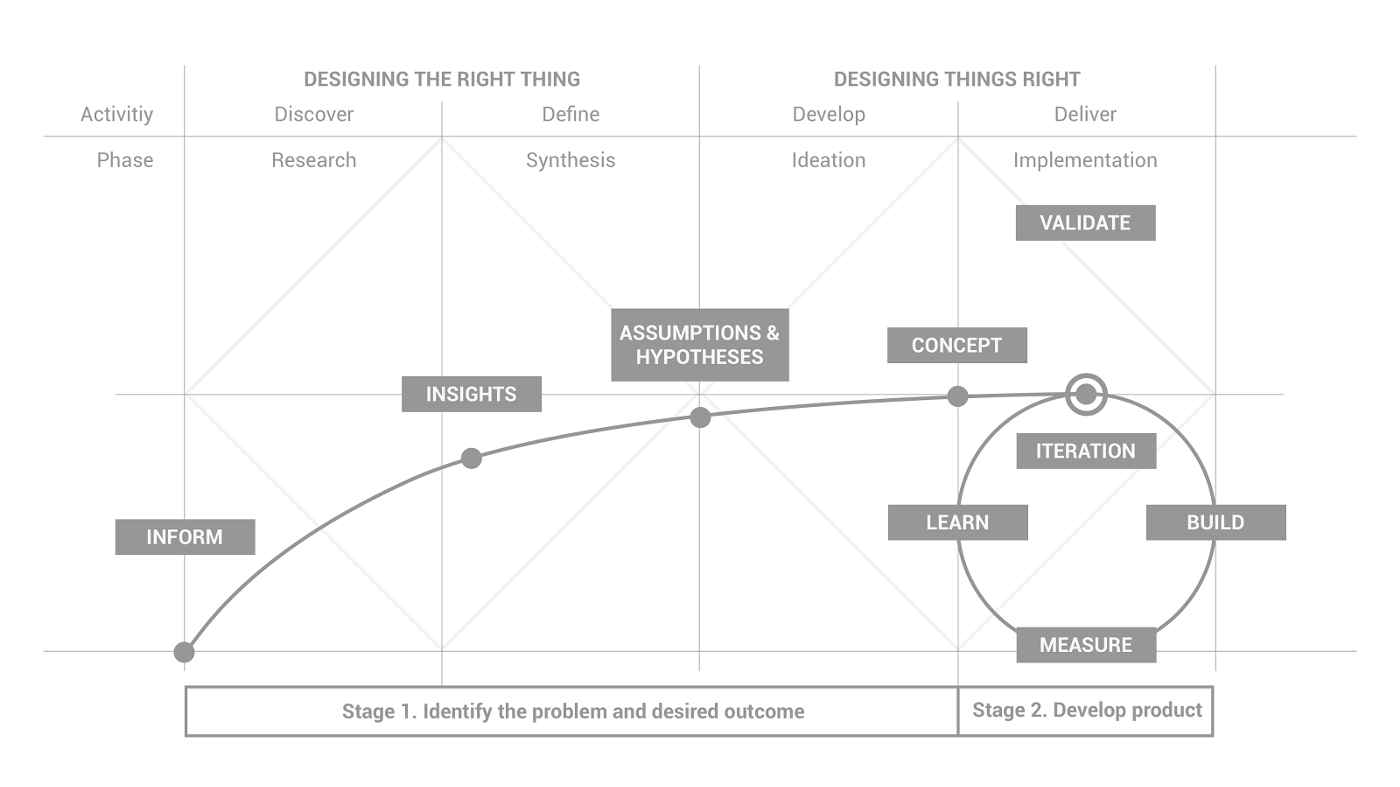 DESIGNING THE RIGHT THING
DESIGNING THINGS RIGHT
Activitiy
Discover
Define
Develop
Deliver
Phase
Research
Synthesis
Ideation
Implementation
VALIDATE
ASSUMPTIONS &
HYPOTHESES
CONCEPT
INSIGHTS
ITERATION
INFORM
LEARN
BUILD
MEASURE
Stage 1. Identify the problem and desired outcome
Stage 2. Develop product